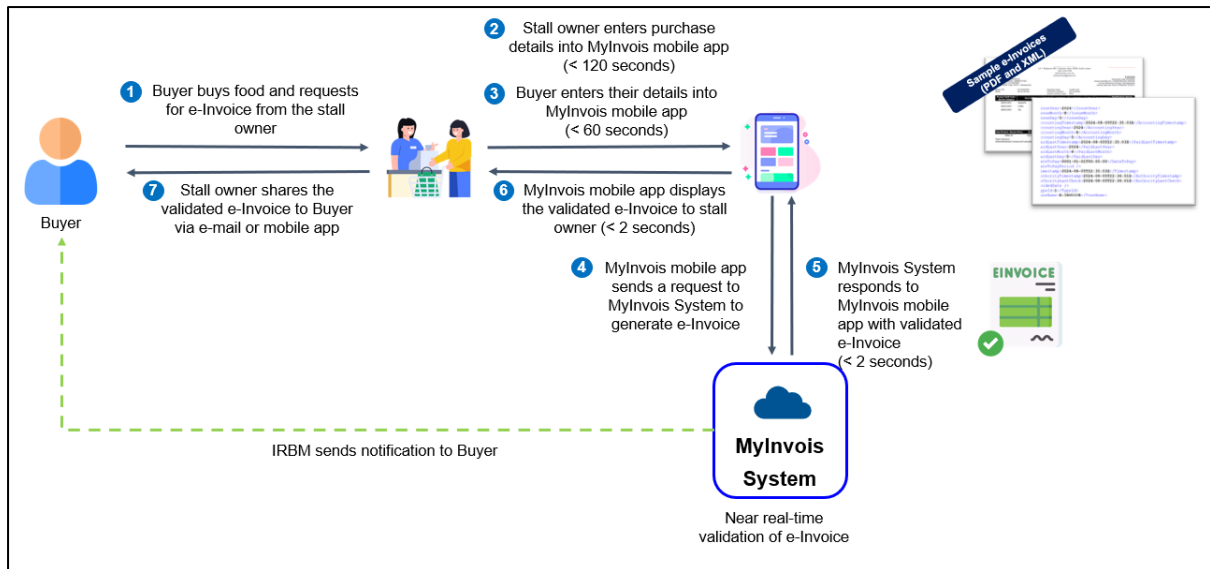 1
Buyer buys food and requests
for e-Invoice from the stall
owner
2
Stall owner enters purchase
details into MyInvois mobile app
(< 120 seconds)
3
Buyer enters their details into
MyInvois mobile app
(< 60 seconds)
Sample e-Invoices
(PDF and XML)
7
Stall owner shares the
validated e-Invoice to Buyer
via e-mail or mobile app
6
MyInvois mobile app displays
the validated e-Invoice to stall
owner (< 2 seconds)
Buyer
4
MyInvois mobile app
sends a request to
MyInvois System to
generate e-Invoice
5
MyInvois System
responds to
MyInvois mobile
app with validated
e-Invoice
(< 2 seconds)
EINVOICE
IRBM sends notification to Buyer
MyInvois
System
Near real-time
validation of e-Invoice